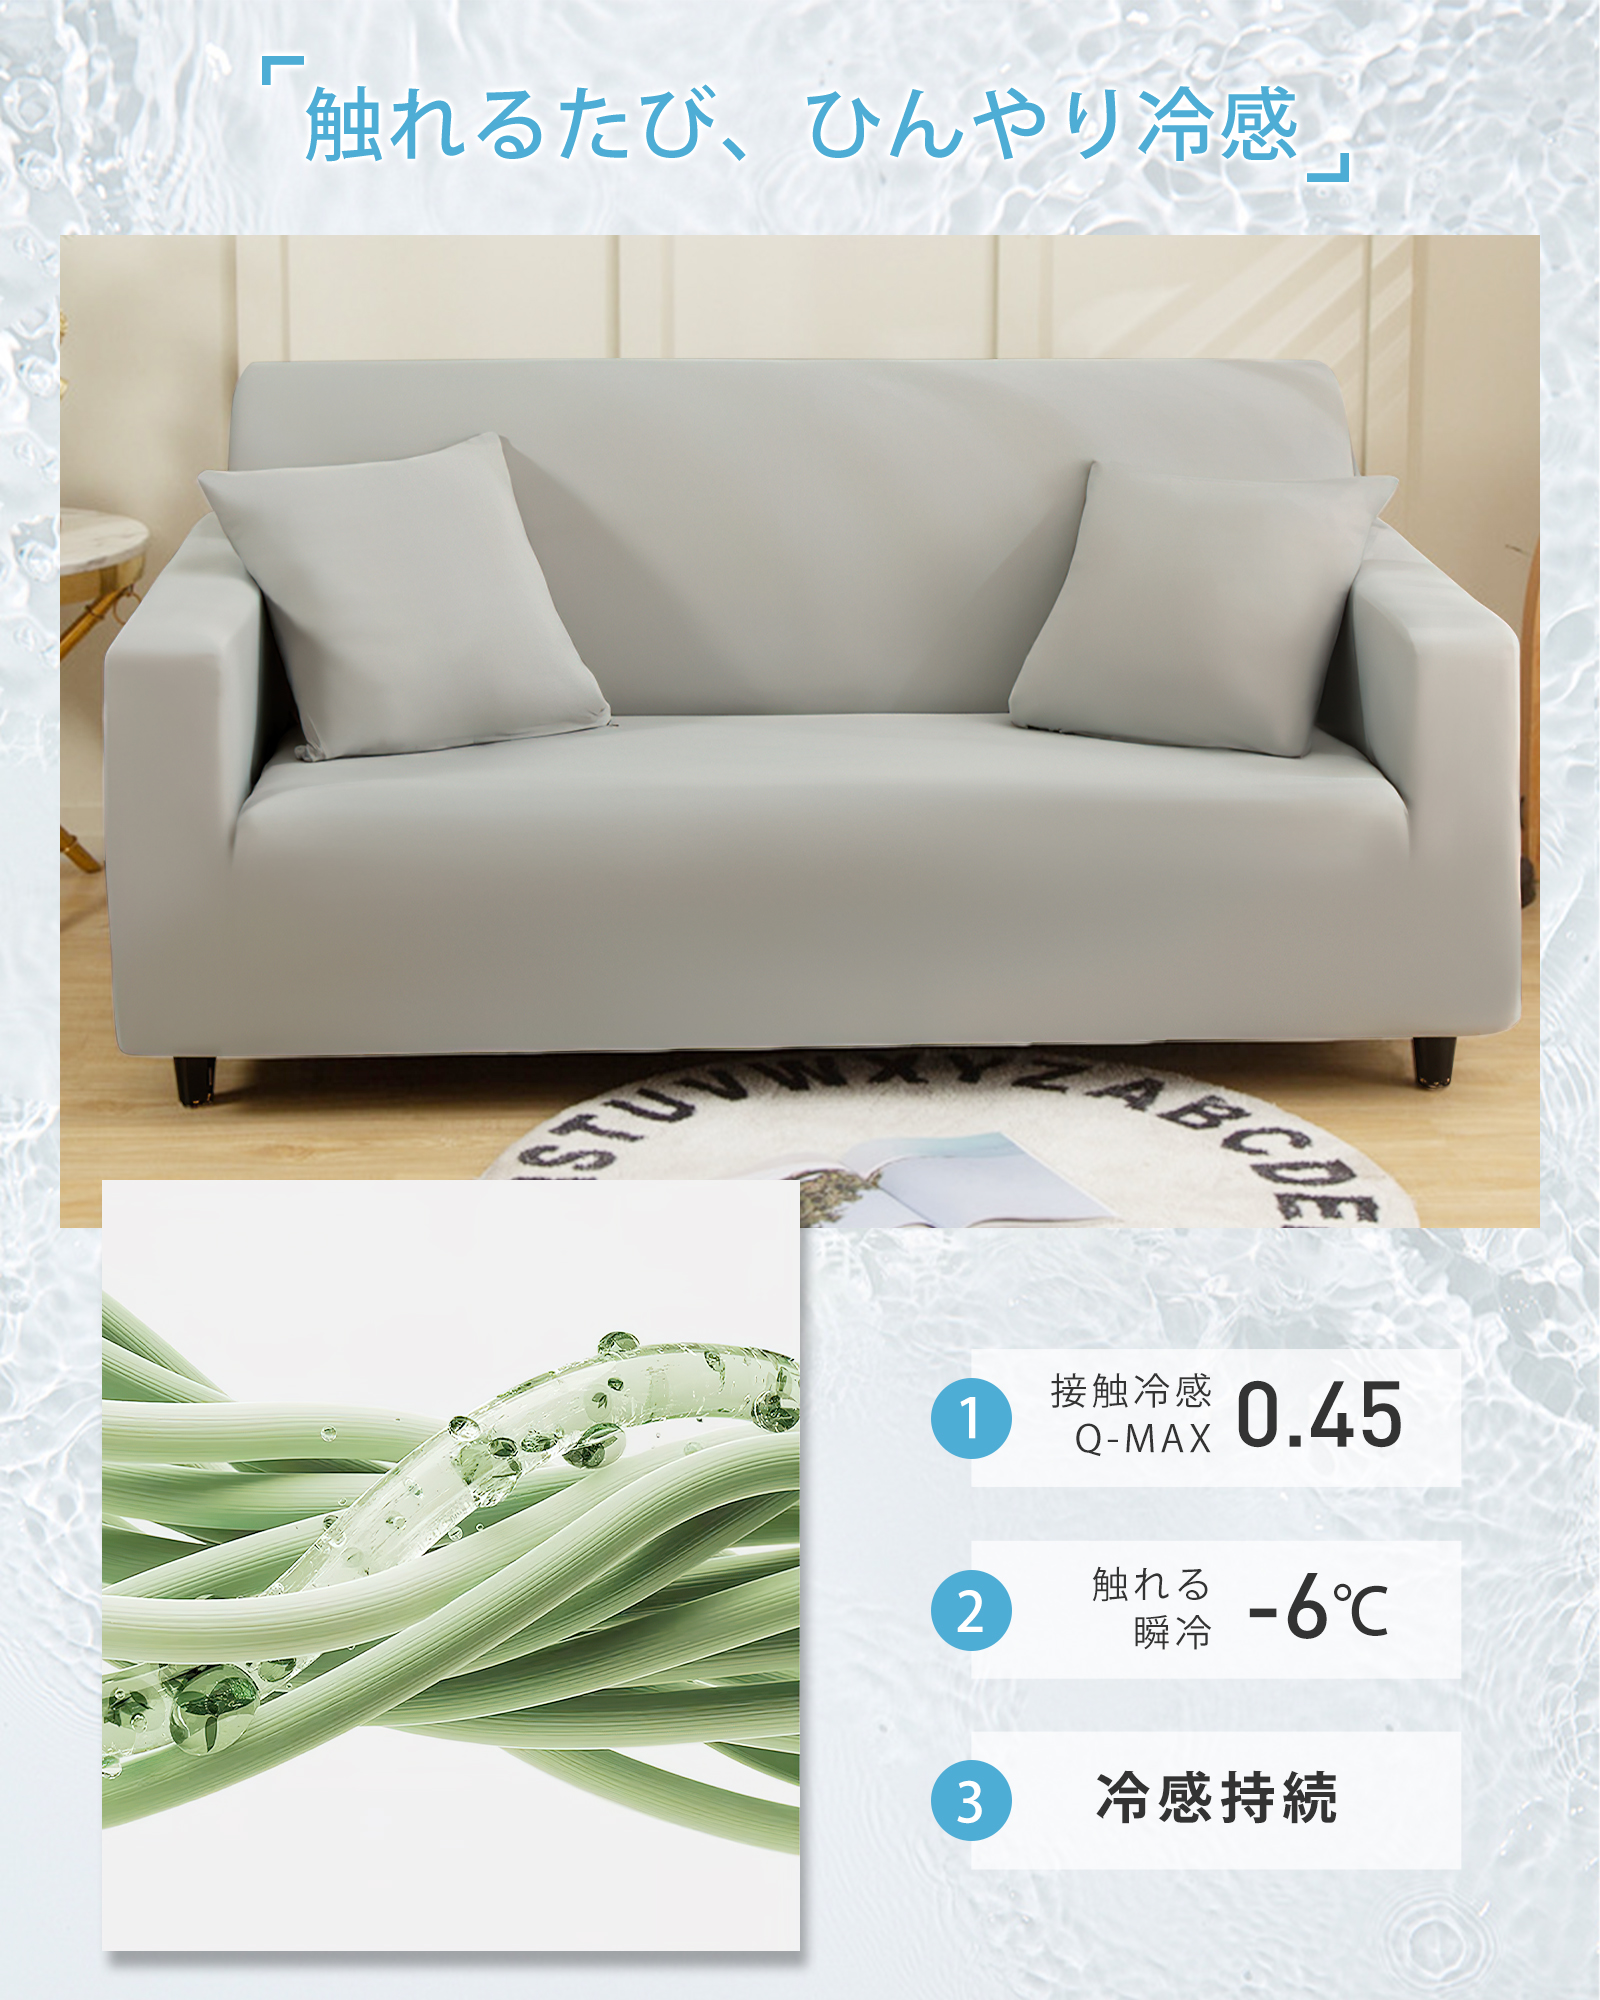 「触れるたび、ひんやり冷感」
STUVWXYZABCDE
1
接触冷感
Q-MAX
0.45
2
触れる
瞬冷
-6℃
3
冷感持続